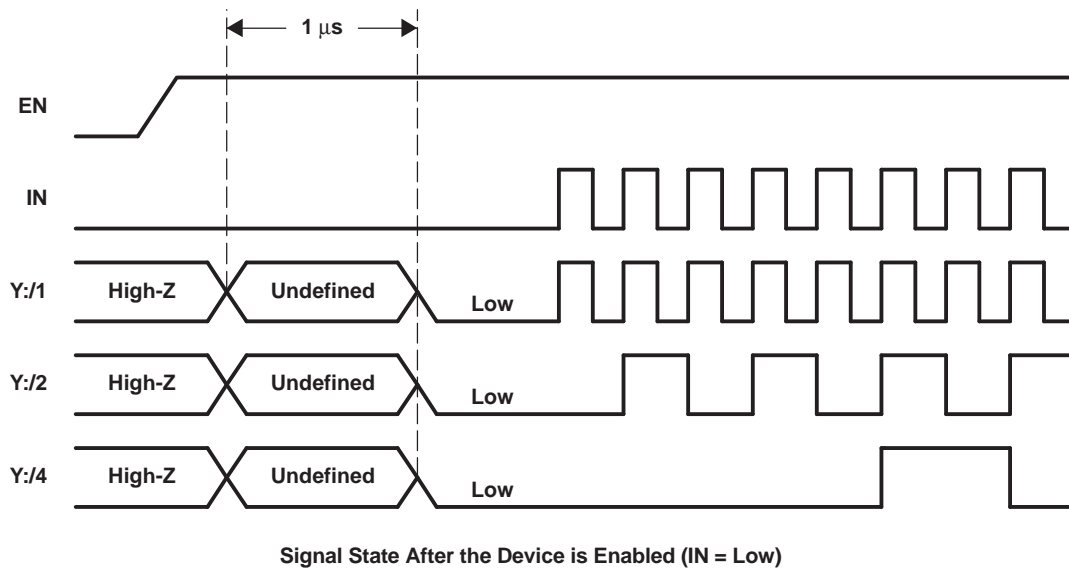 1 μs
EN
IN
Y:/1 High-Z Undefined Low
Y:/2 High-Z Undefined Low
Y:/4 High-Z Undefined Low
Signal State After the Device is Enabled (IN = Low)